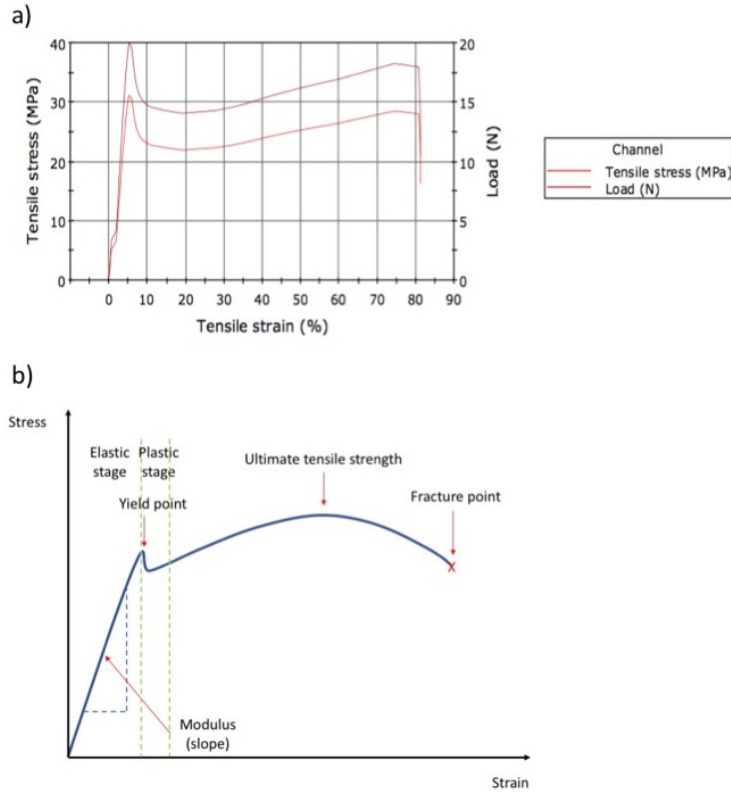 a)
Tensile stress (MPa)
40
30
20
10
0
0 10 20 30 40 50 60 70 80 90
Tensile strain (%)
20
15
10
5
0
Load (N)
Channel
Tensile stress (MPa)
Load (N)
b)
Stress
Elastic stage
Plastic stage
Yield point
Ultimate tensile strength
Fracture point
X
Modulus
(slope)
Strain